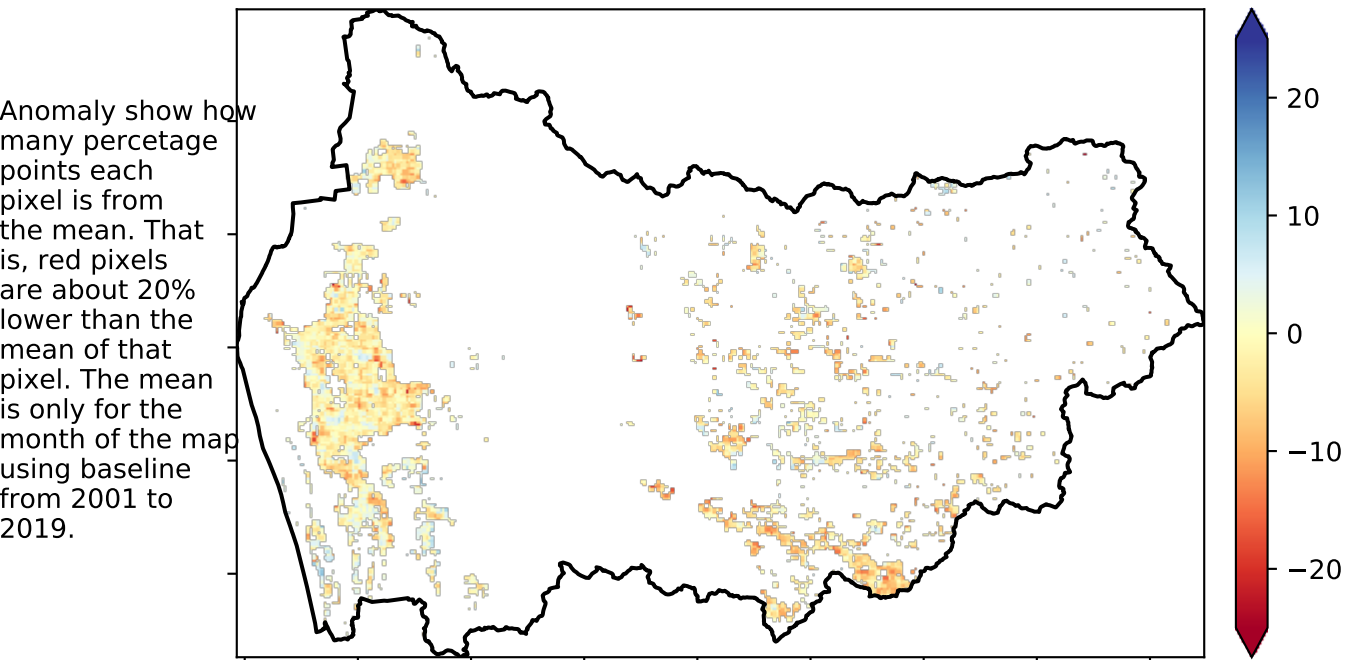 Anomaly show how
many percetage
points each
pixel is from
the mean. That
is, red pixels
are about 20%
lower than the
mean of that
pixel. The mean
is only for the
month of the map
using baseline
from 2001 to
2019.
20
10
0
−10
−20